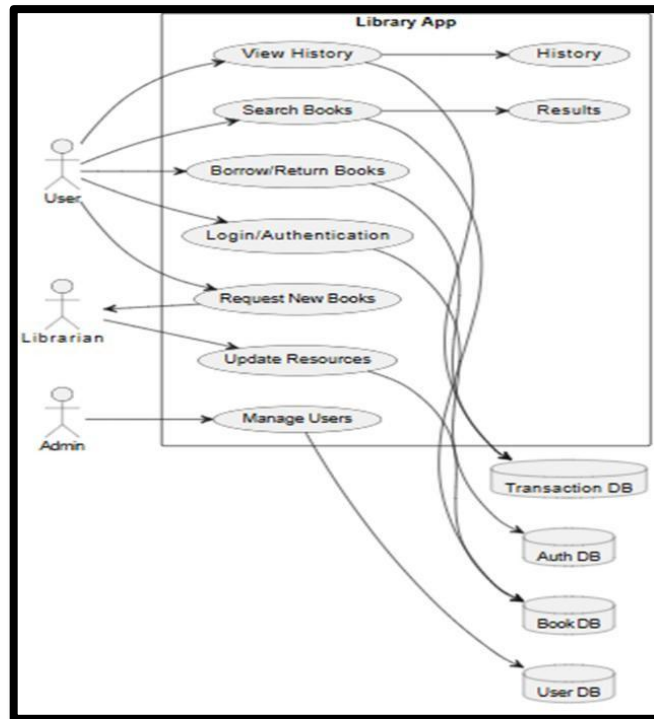 Library App
View History
History
Search Books
Results
User
Borrow/Return Books
Login/Authentication
Request New Books
Librarian
Update Resources
Admin
Manage Users
Transaction DB
Auth DB
Book DB
User DB